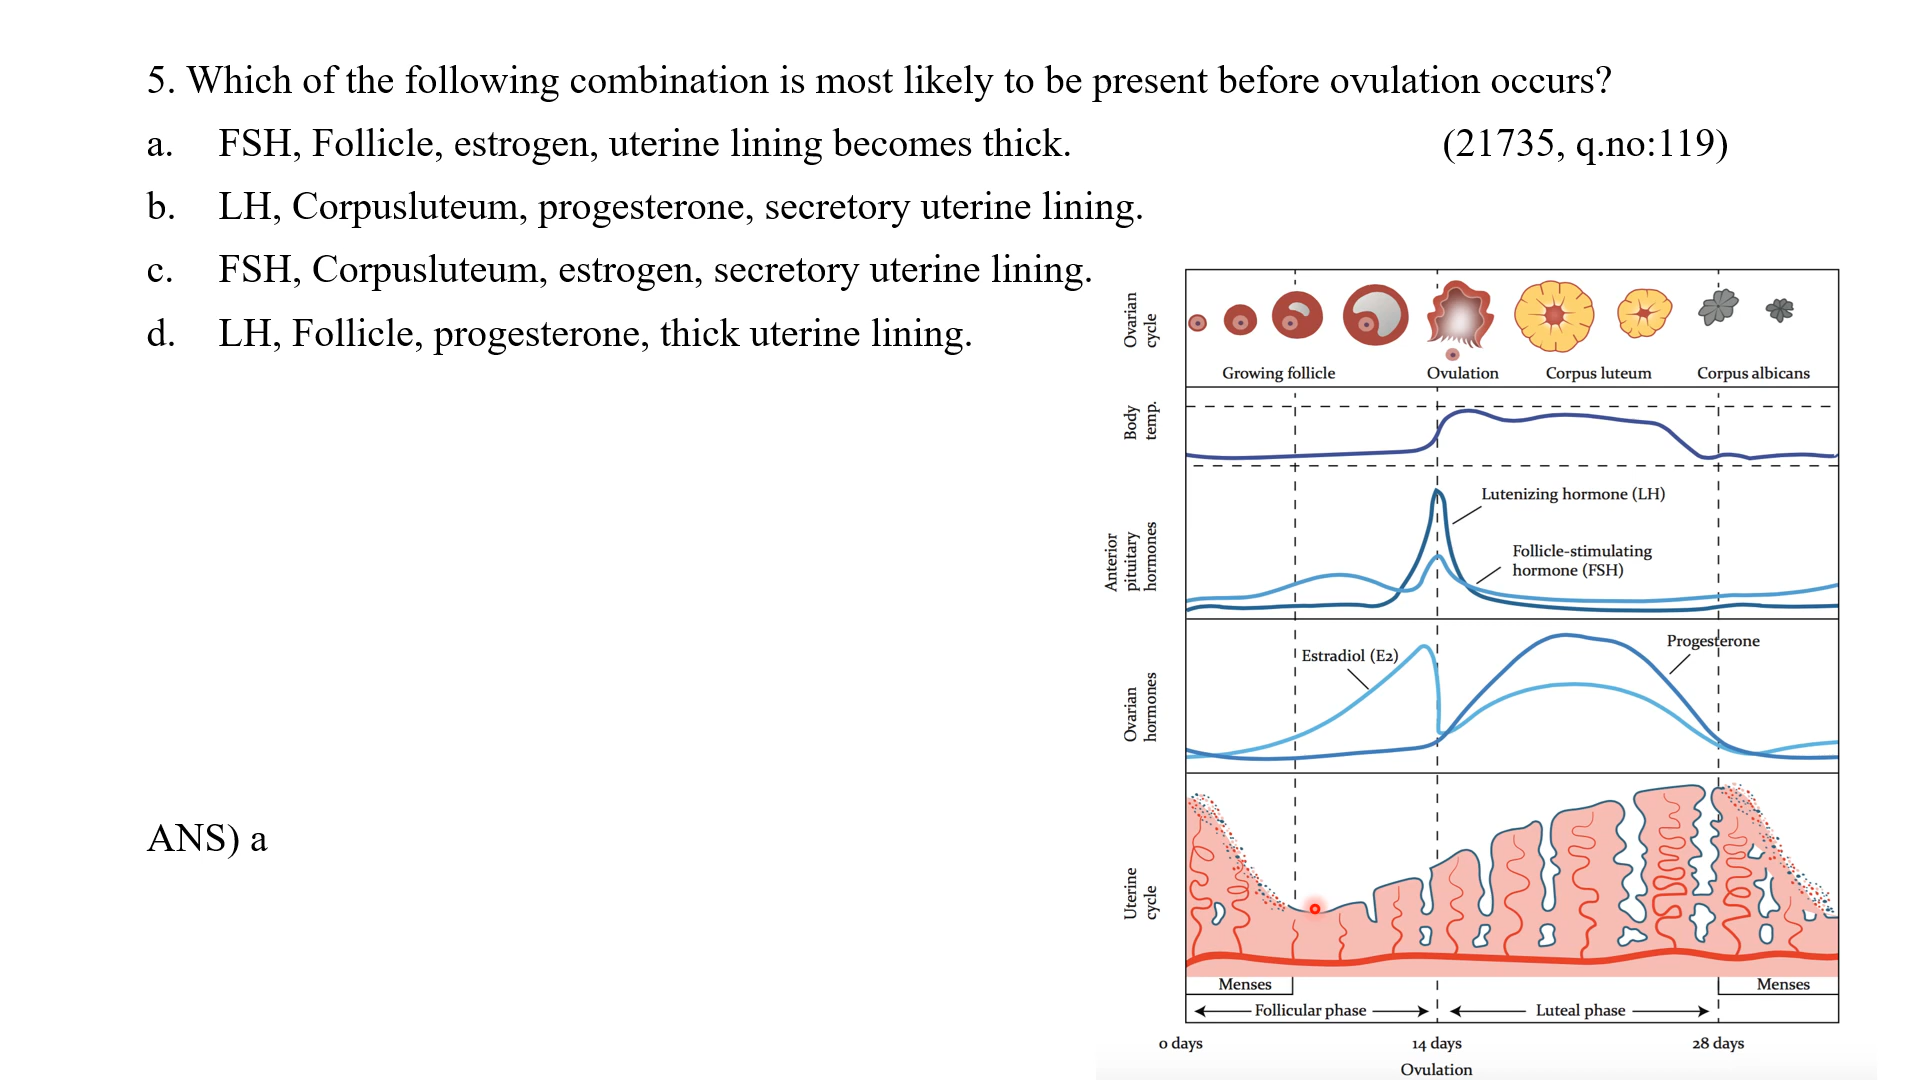 5. Which of the following combination is most likely to be present before ovulation occurs?
a. FSH, Follicle, estrogen, uterine lining becomes thick. (21735, q.no:119)
b. LH, Corpusluteum, progesterone, secretory uterine lining.
c. FSH, Corpusluteum, estrogen, secretory uterine lining.
d. LH, Follicle, progesterone, thick uterine lining.
ANS) a
Ovarian
cycle
Growing follicle Ovulation Corpus luteum Corpus albicans
Body
temp.
Anterior
pituitary
hormones
Lutenizing hormone (LH)
Follicle-stimulating
hormone (FSH)
Ovarian
hormones
Estradiol (E2)
Progesterone
Uterine
cycle
Menses Menses
Follicular phase Luteal phase
0 days 14 days 28 days
Ovulation